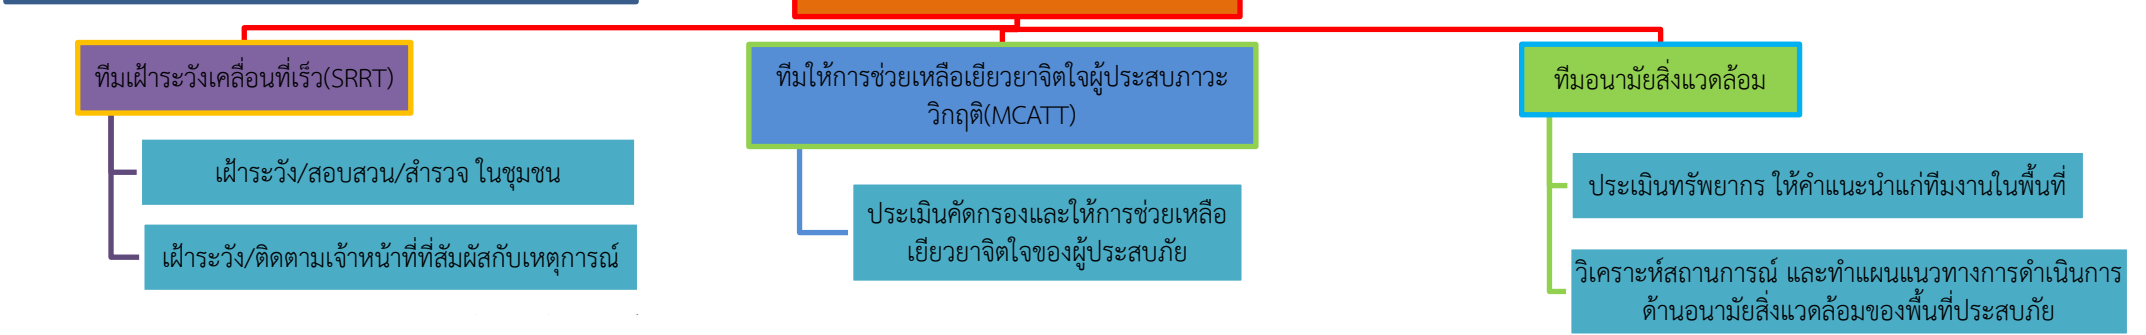 ทีมเฝ้าระวังเคลื่อนที่เร็ว(SRRT)
เฝ้าระวัง/สอบสวน/สำรวจ ในชุมชน
เฝ้าระวัง/ติดตามเจ้าหน้าที่ที่สัมผัสกับเหตุการณ์
ทีมให้การช่วยเหลือเยียวยาจิตใจผู้ประสบภาวะ
วิกฤติ(MCATT)
ประเมินคัดกรองและให้การช่วยเหลือ
เยียวยาจิตใจของผู้ประสบภัย
ทีมอนามัยสิ่งแวดล้อม
ประเมินทรัพยากร ให้คำแนะนำแก่ทีมงานในพื้นที่
วิเคราะห์สถานการณ์ และทำแผนแนวทางการดำเนินการ
ด้านอนามัยสิ่งแวดล้อมของพื้นที่ประสบภัย